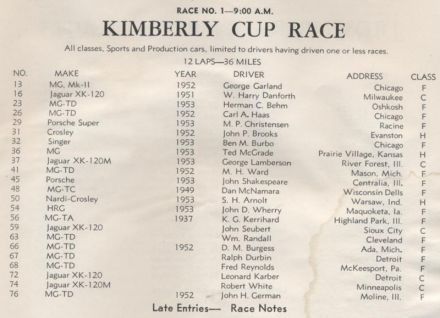 RACE NO. 1—9:00 A.M.
KIMBERLY CUP RACE
All classes, Sports and Production cars, limited to drivers having driven one or less races.
12 LAPS—36 MILES
NO. MAKE YEAR DRIVER ADDRESS CLASS
13 MG, Mk-II 1952 George Garland Chicago F
16 Jaguar XK-120 1951 W. Harry Danforth Milwaukee C
23 MG-TD 1953 Herman C. Behm Oshkosh F
26 MG-TD 1952 Carl A. Haas Chicago F
29 Porsche Super 1953 M. P. Christensen Racine F
31 Crosley 1952 John P. Brooks Evanston H
32 Singer 1953 Ben M. Burbo Chicago F
36 MG 1953 Ted McGrade Prairie Village, Kansas H
37 Jaguar XK-120M 1953 George Lamberson River Forest, Ill. C
41 MG-TD 1952 M. H. Ward Mason, Mich. F
45 Porsche 1953 John Shakespeare Centralia, Ill. F
48 MG-TC 1949 Dan McNamara Wisconsin Dells F
50 Nardi-Crosley 1953 S. H. Arnolt Warsaw, Ind. H
54 HRG 1953 John D. Wherry Maquoketa, Ia. F
56 MG-TA 1937 K. G. Kerrihard Highland Park, Ill. F
59 Jaguar XK-120 John Seubert Sioux City C
63 MG-TD Wm. Randall Cleveland F
66 MG-TD 1952 D. M. Burgess Ada, Mich. F
67 MG-TD Ralph Durbin Detroit F
68 MG-TD Fred Reynolds McKeesport, Pa. F
72 Jaguar XK-120 Leonard Karber Detroit C
74 Jaguar XK-120M Robert White Minneapolis C
76 MG-TD 1952 John H. German Moline, Ill. F
Late Entries— Race Notes